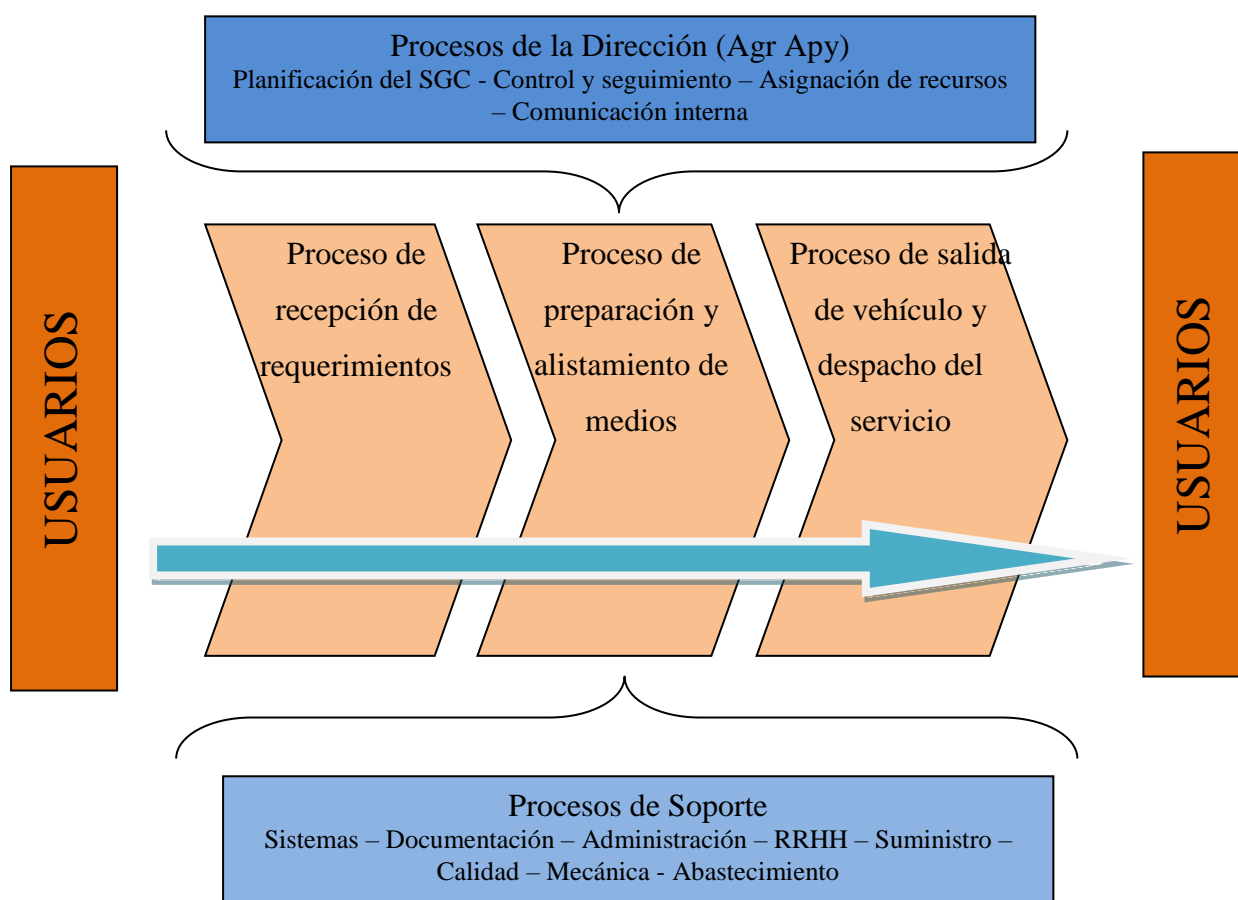 Procesos de la Dirección (Agr Apy)
Planificación del SGC - Control y seguimiento – Asignación de recursos
– Comunicación interna
USUARIOS
Proceso de
recepción de
requerimientos
Proceso de
preparación y
alistamiento de
medios
Proceso de salida
de vehículo y
despacho del
servicio
USUARIOS
Procesos de Soporte
Sistemas – Documentación – Administración – RRHH – Suministro –
Calidad – Mecánica - Abastecimiento